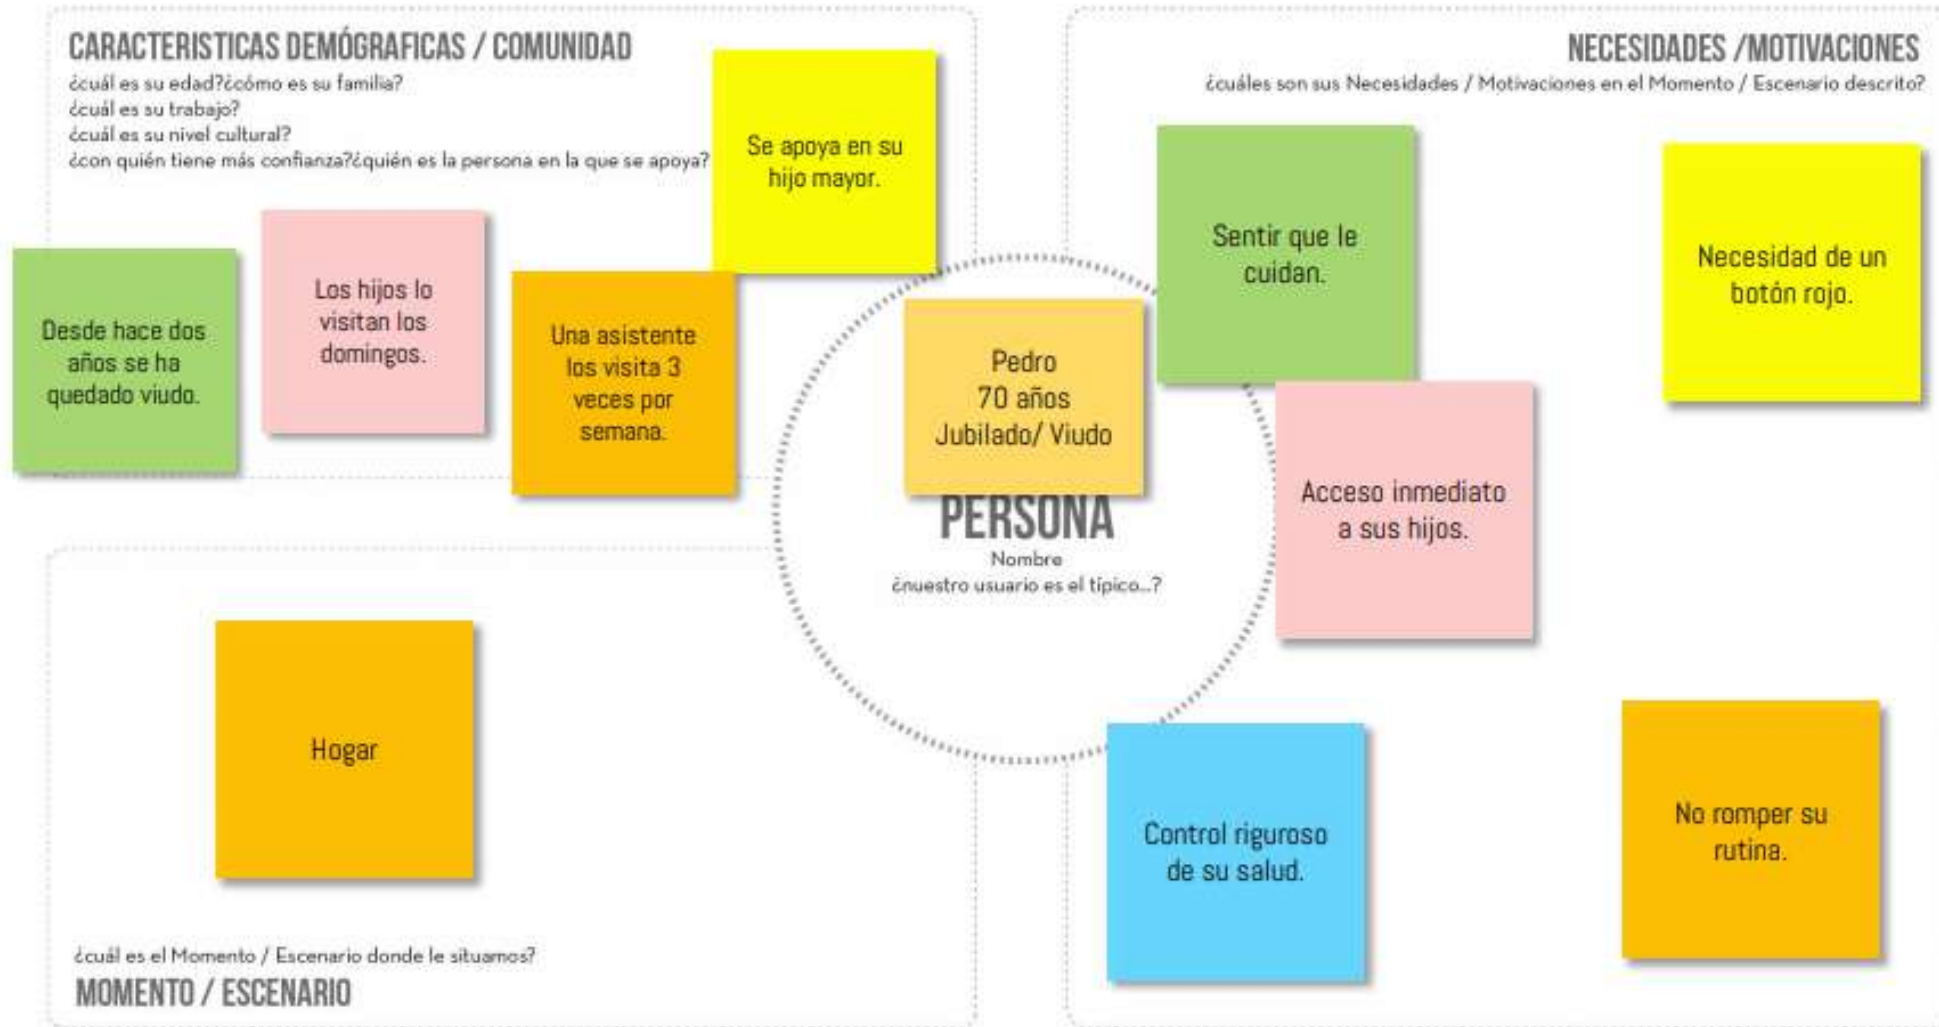 CARACTERISTICAS DEMÓGRAFICAS / COMUNIDAD
¿cuál es su edad?¿cómo es su familia?
¿cuál es su trabajo?
¿cuál es su nivel cultural?
¿con quién tiene más confianza?¿quién es la persona en la que se apoya?
Se apoya en su
hijo mayor.
Desde hace dos
años se ha
quedado viudo.
Los hijos lo
visitan los
domingos.
Una asistente
los visita 3
veces por
semana.
NECESIDADES /MOTIVACIONES
¿cuáles son sus Necesidades / Motivaciones en el Momento / Escenario descrito?
Sentir que le
cuidan.
Necesidad de un
botón rojo.
Acceso inmediato
a sus hijos.
Control riguroso
de su salud.
No romper su
rutina.
Pedro
70 años
Jubilado/ Viudo
PERSONA
Nombre
¿nuestro usuario es el típico...?
Hogar
¿cuál es el Momento / Escenario donde le situamos?
MOMENTO / ESCENARIO